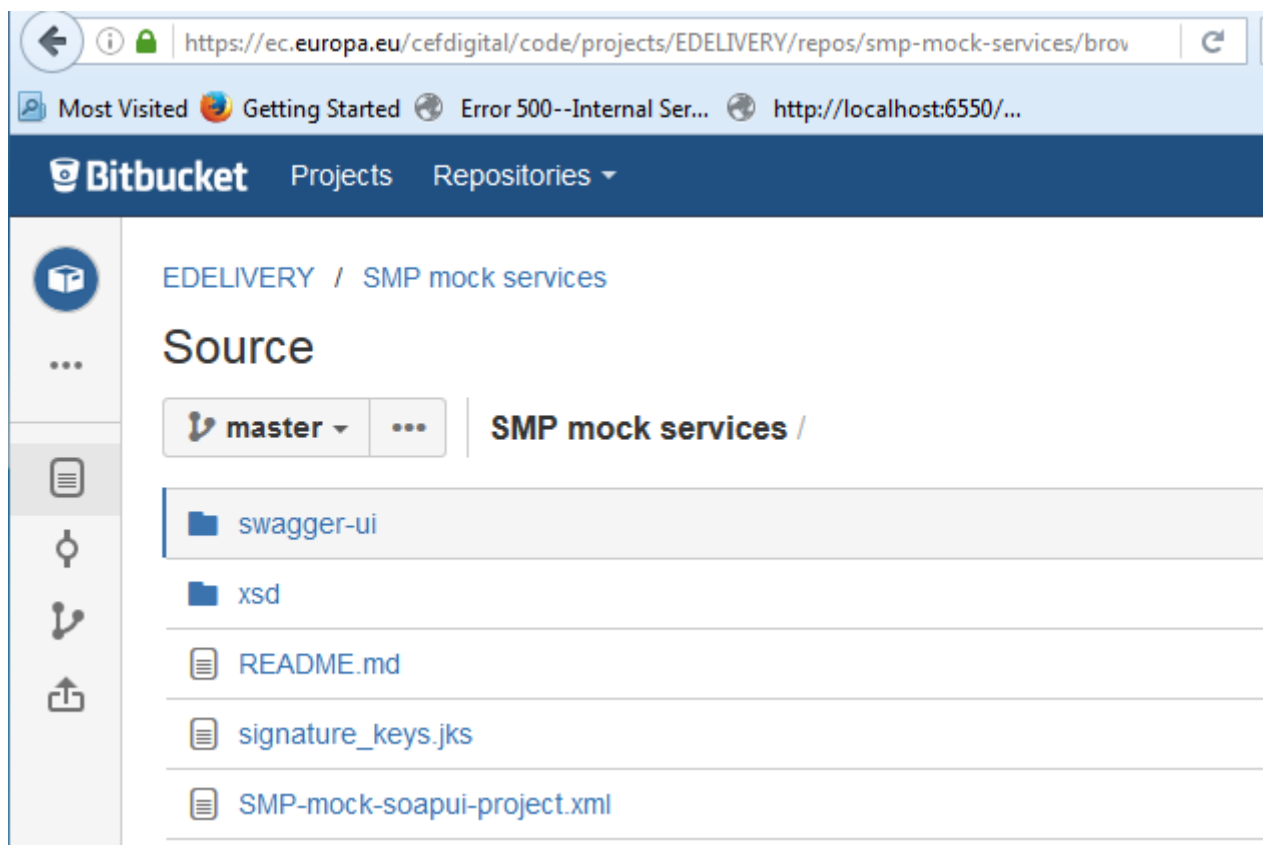 https://ec.europa.eu/cefdigital/code/projects/EDELIVERY/repos/smp-mock-services/brow
Most Visited Getting Started Error 500--Internal Ser... http://localhost:6550/...
Bitbucket Projects Repositories
EDELIVERY / SMP mock services
Source
master SMP mock services /
swagger-ui
xsd
README.md
signature_keys.jks
SMP-mock-soapui-project.xml